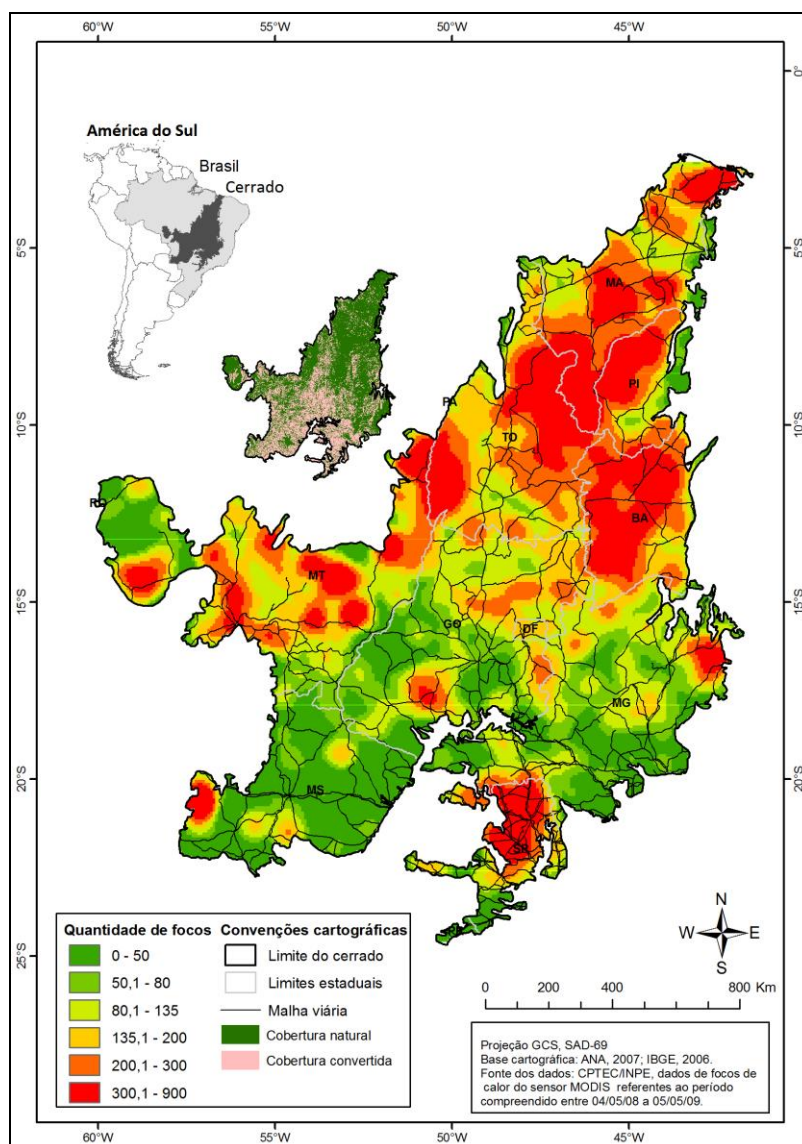 60°W 55°W 50°W 45°W
0°
América do Sul
Brasil
Cerrado
5°S 5°S
MA
PI
PA
10°S 10°S
TO
RO
BA
MT
15°S 15°S
GO
DF
MG
20°S 20°S
MS
SP
25°S 25°S
N
W E
S
0 200 400 800 Km
Quantidade de focos
0 - 50
50,1 - 80
80,1 - 135
135,1 - 200
200,1 - 300
300,1 - 900
Convenções cartográficas
Limite do cerrado
Limites estaduais
Malha viária
Cobertura natural
Cobertura convertida
Projeção GCS, SAD-69
Base cartográfica: ANA, 2007; IBGE, 2006.
Fonte dos dados: CPTEC/INPE, dados de focos de
calor do sensor MODIS referentes ao período
compreendido entre 04/05/08 a 05/05/09.
60°W 55°W 50°W 45°W